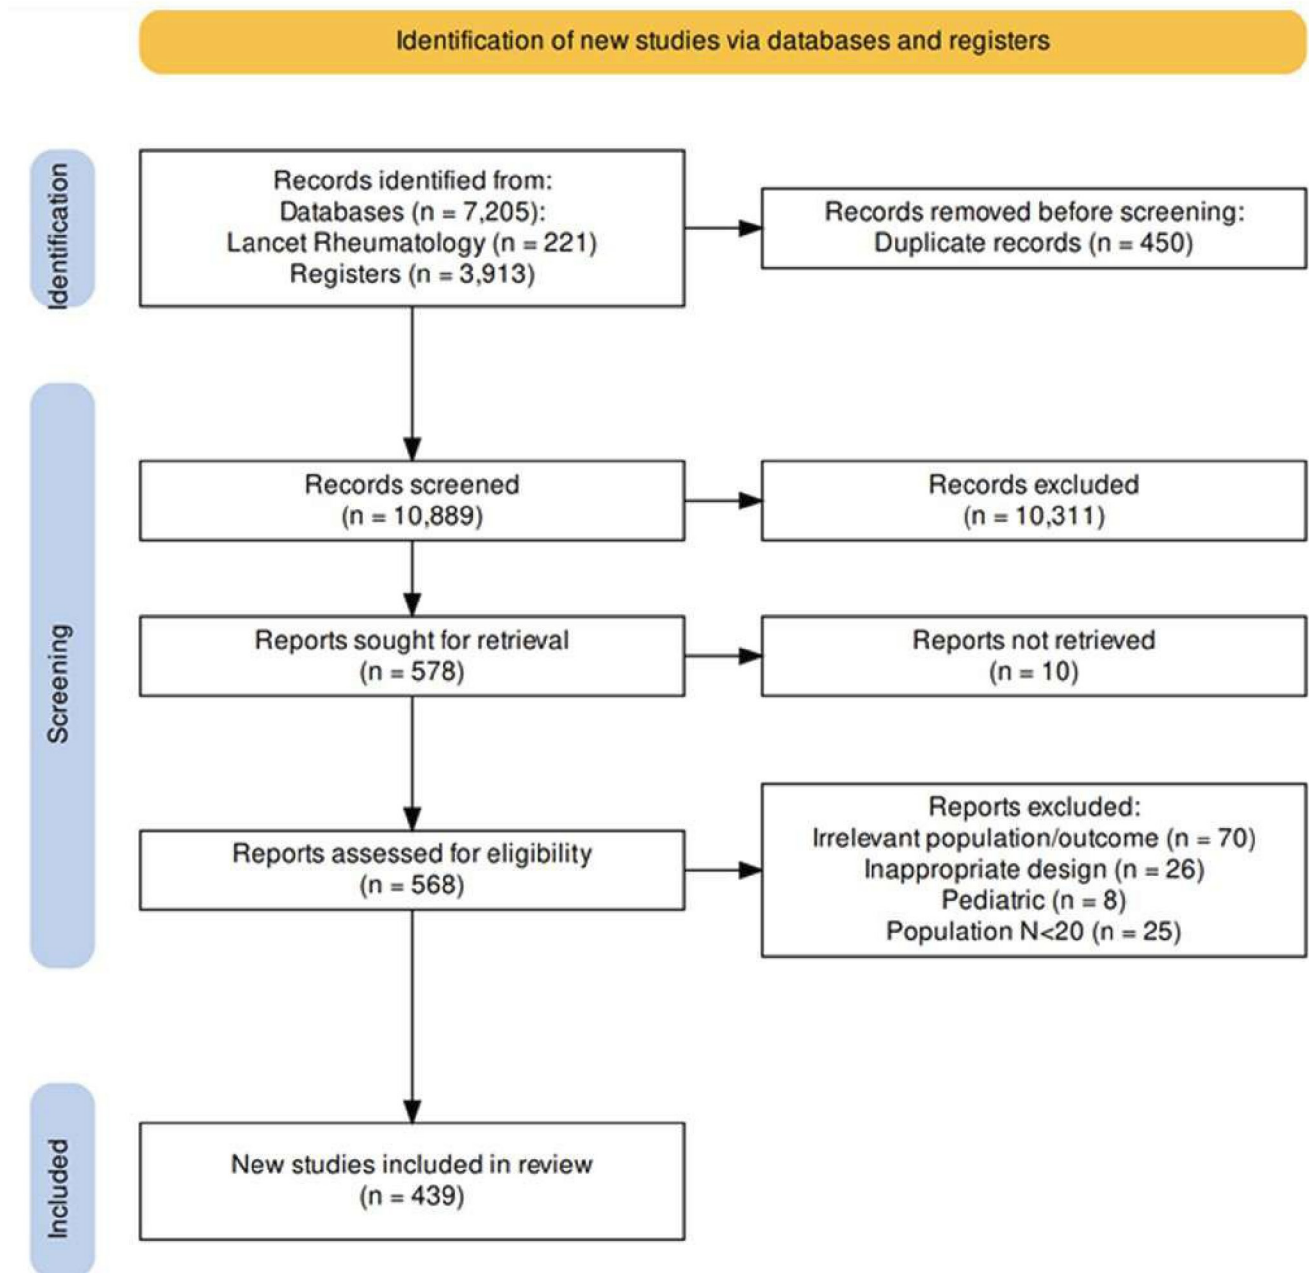 Identification of new studies via databases and registers
Identification
Records identified from:
Databases (n = 7,205):
Lancet Rheumatology (n = 221)
Registers (n = 3,913)
Records removed before screening:
Duplicate records (n = 450)
Screening
Records screened
(n = 10,889)
Records excluded
(n = 10,311)
Reports sought for retrieval
(n = 578)
Reports not retrieved
(n = 10)
Reports assessed for eligibility
(n = 568)
Reports excluded:
Irrelevant population/outcome (n = 70)
Inappropriate design (n = 26)
Pediatric (n = 8)
Population N<20 (n = 25)
Included
New studies included in review
(n = 439)